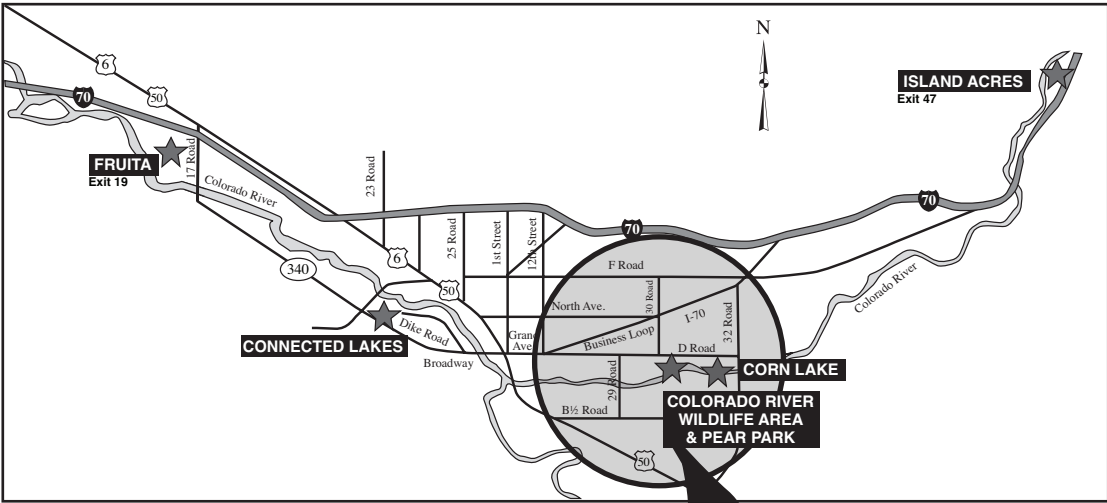 N
6
50
70
ISLAND ACRES
Exit 47
FRUITA
Exit 19
17 Road
Colorado River
23 Road
70
70
25 Road
1st Street
12th Street
340
6
50
F Road
Colorado River
North Ave.
30 Road
I-70
Business Loop
32 Road
Grand
Ave.
Dike Road
CONNECTED LAKES
Broadway
D Road
CORN LAKE
29 Road
COLORADO RIVER
WILDLIFE AREA
& PEAR PARK
B½ Road
50